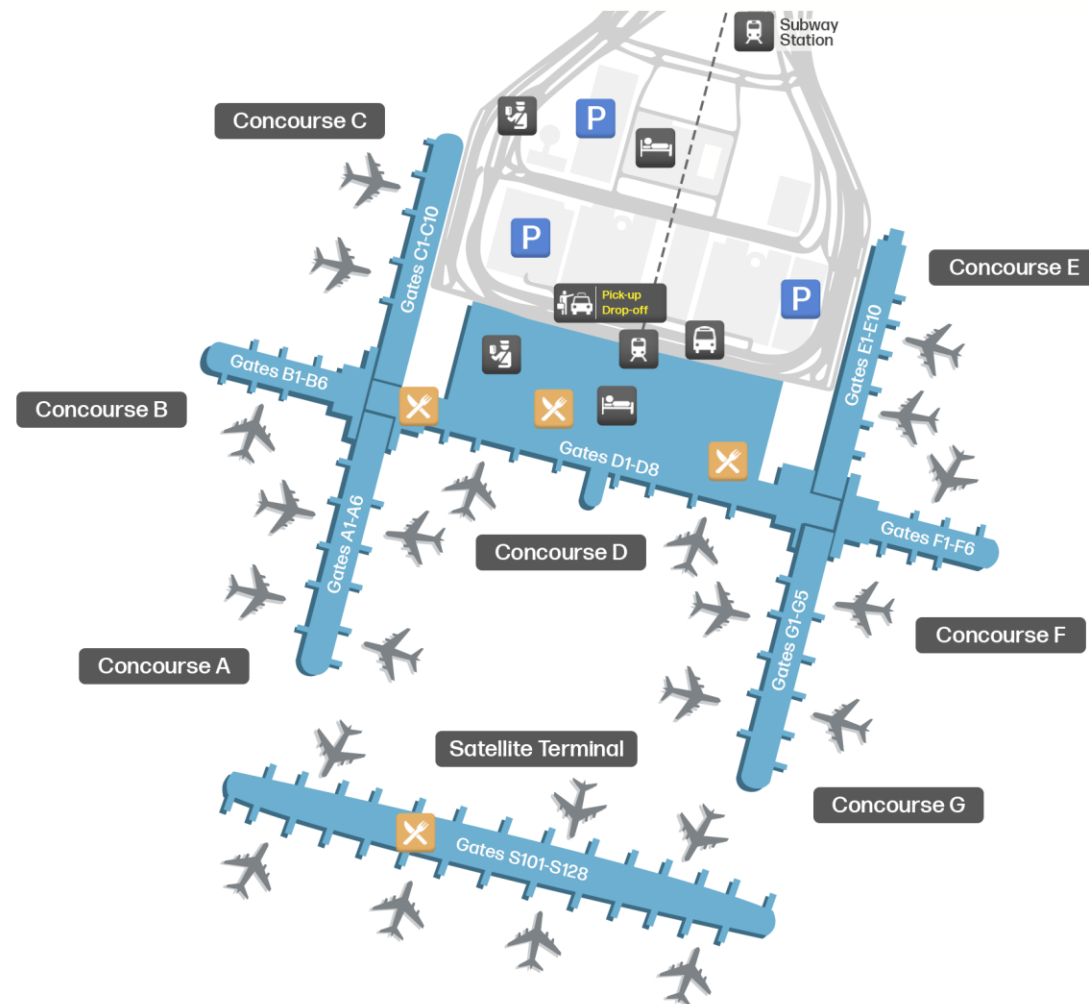 Subway
Station
P
Concourse C
Gates C1-C10
P
Concourse E
P
Pick-up
Drop-off
Gates E1-E10
Gates B1-B6
Concourse B
Gates D1-D8
Gates A1-A6
Concourse D
Gates F1-F6
Gates G1-G5
Concourse F
Concourse A
Satellite Terminal
Concourse G
Gates S101-S128